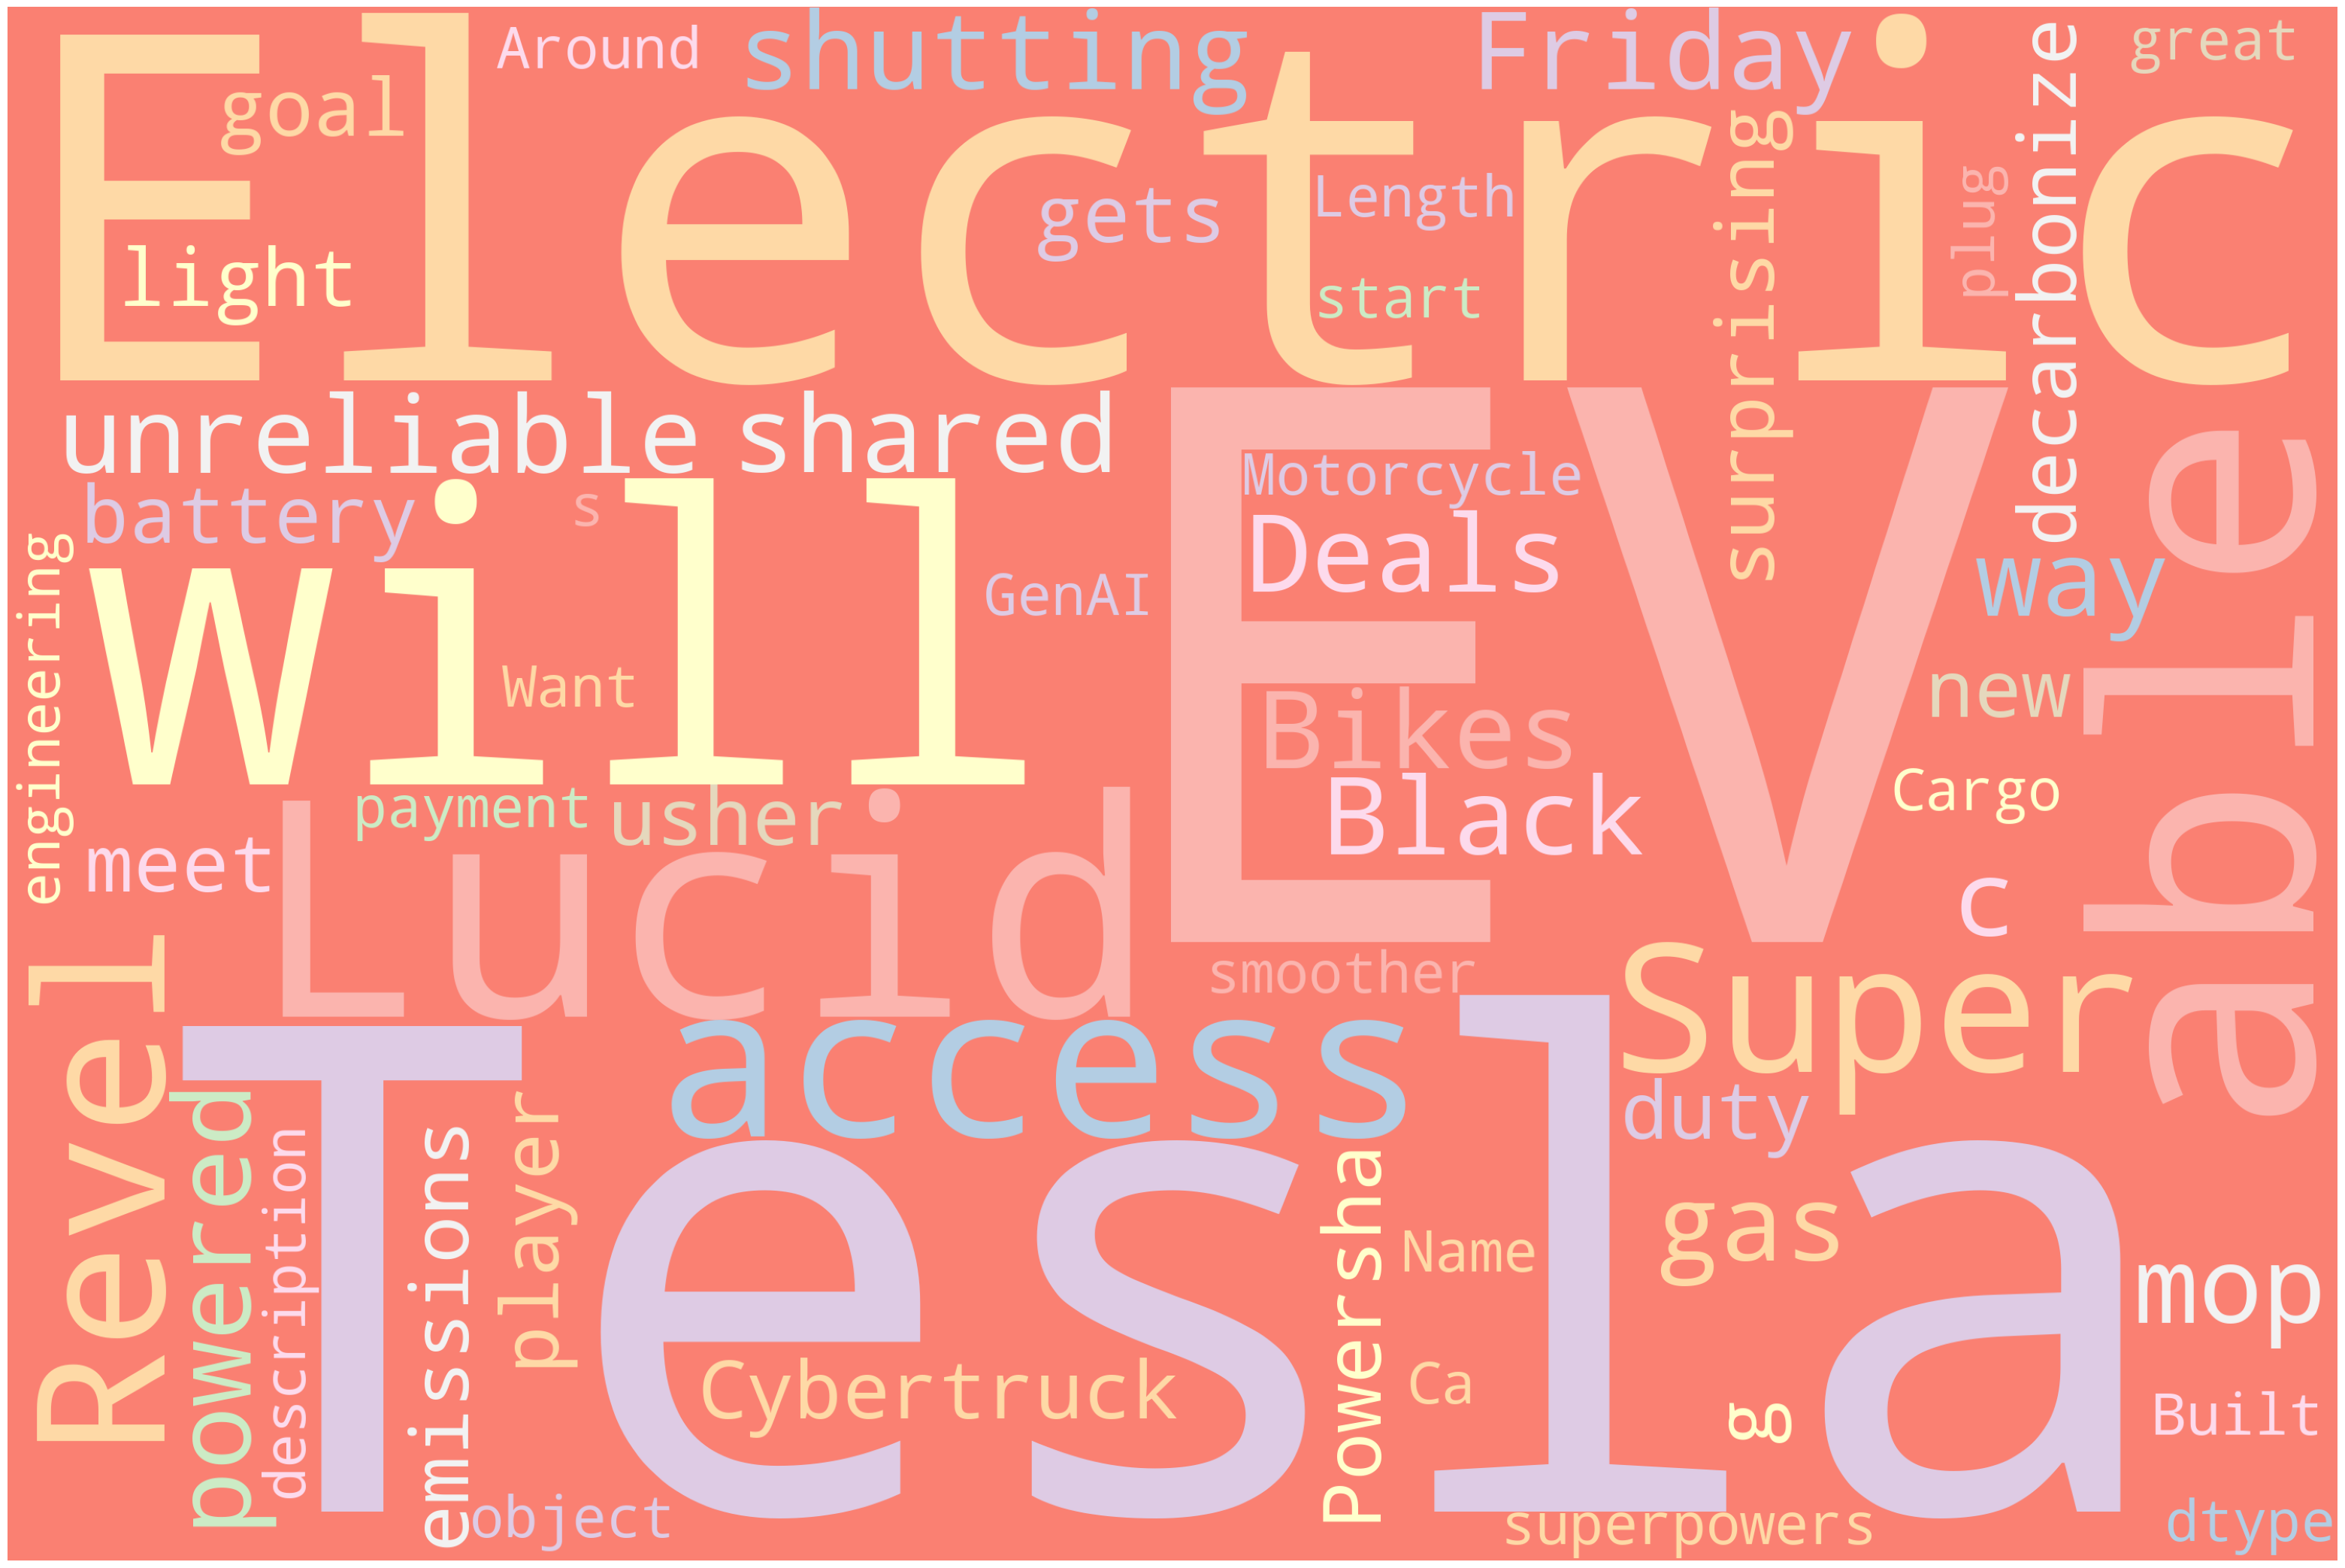 Electric
Around
shutting
Friday
great
goal
decarbonize
surprising
plug
gets
Length
light
start
unreliable
shared
EV
able
Motorcycle
battery
s
will
Deals
way
GenAI
engineering
Want
Bikes
new
Black
Cargo
payment
usher
Lucid
meet
c
smoother
Super
Revel
access
Tesla
duty
powered
description
emissions
player
Powersha
gas
Name
mop
Cybertruck
Ca
g
Built
object
superpowers
dtype